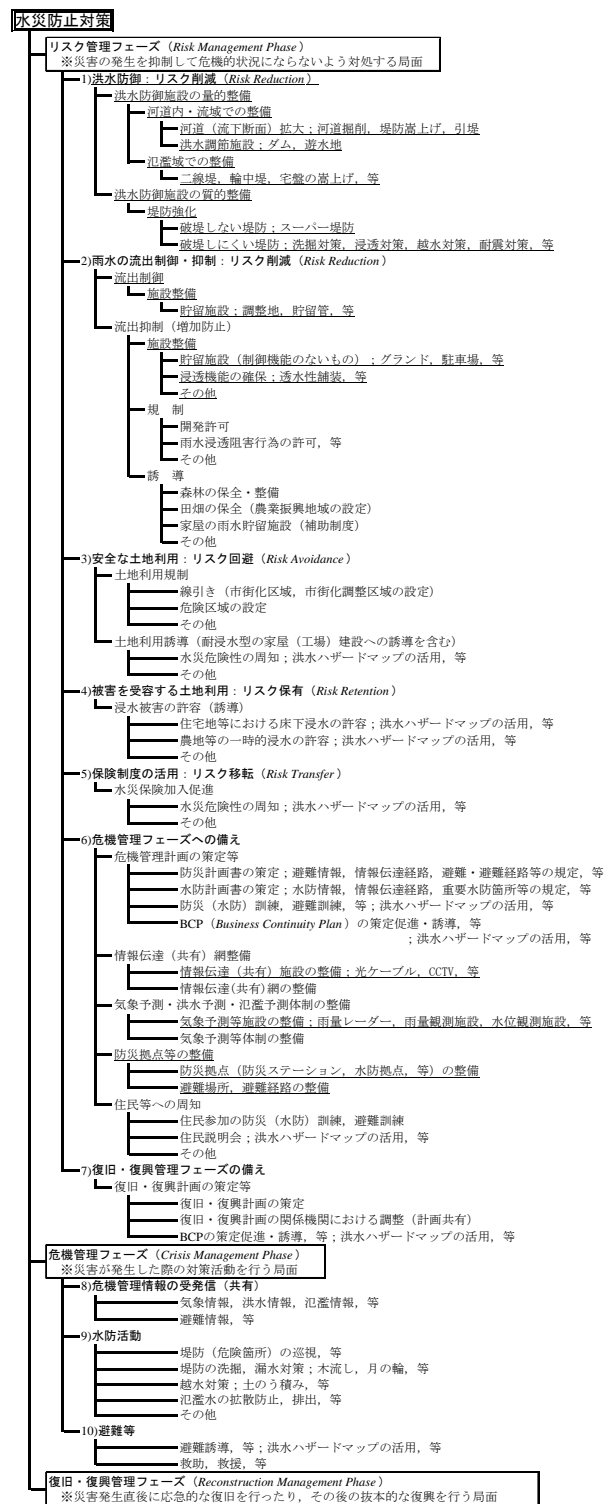 水災防止対策
リスク管理フェーズ（Risk Management Phase）
※災害の発生を抑制して危機的状況にならないよう対処する局面
1)洪水防御：リスク削減（Risk Reduction）
洪水防御施設の量的整備
河道内・流域での整備
河道（流下断面）拡大；河道掘削，堤防嵩上げ，引堤
洪水調節施設；ダム，遊水地
氾濫域での整備
二線堤，輪中堤，宅盤の嵩上げ，等
洪水防御施設の質的整備
堤防強化
破堤しない堤防；スーパー堤防
破堤しにくい堤防；洗掘対策，浸透対策，越水対策，耐震対策，等
2)雨水の流出制御・抑制：リスク削減（Risk Reduction）
流出制御
施設整備
貯留施設；調整地，貯留管，等
流出抑制（増加防止）
施設整備
貯留施設（制御機能のないもの）；グランド，駐車場，等
浸透機能の確保；透水性舗装，等
その他
規　制
開発許可
雨水浸透阻害行為の許可，等
その他
誘　導
森林の保全・整備
田畑の保全（農業振興地域の設定）
家屋の雨水貯留施設（補助制度）
その他
3)安全な土地利用：リスク回避（Risk Avoidance）
土地利用規制
線引き（市街化区域，市街化調整区域の設定）
危険区域の設定
その他
土地利用誘導（耐浸水型の家屋（工場）建設への誘導を含む）
水災危険性の周知；洪水ハザードマップの活用，等
その他
4)被害を受容する土地利用：リスク保有（Risk Retention）
浸水被害の許容（誘導）
住宅地等における床下浸水の許容；洪水ハザードマップの活用，等
農地等の一時的浸水の許容；洪水ハザードマップの活用，等
その他
5)保険制度の活用：リスク移転（Risk Transfer）
水災保険加入促進
水災危険性の周知；洪水ハザードマップの活用，等
その他
6)危機管理フェーズへの備え
危機管理計画の策定等
防災計画書の策定；避難情報，情報伝達経路，避難・避難経路等の規定，等
水防計画書の策定；水防情報，情報伝達経路，重要水防箇所等の規定，等
防災（水防）訓練，避難訓練，等；洪水ハザードマップの活用，等
BCP（Business Continuity Plan）の策定促進・誘導，等
；洪水ハザードマップの活用，等
情報伝達（共有）網整備
情報伝達（共有）施設の整備；光ケーブル，CCTV，等
情報伝達(共有)網の整備
気象予測・洪水予測・氾濫予測体制の整備
気象予測等施設の整備；雨量レーダー，雨量観測施設，水位観測施設，等
気象予測等体制の整備
防災拠点等の整備
防災拠点（防災ステーション，水防拠点，等）の整備
避難場所，避難経路の整備
住民等への周知
住民参加の防災（水防）訓練，避難訓練
住民説明会；洪水ハザードマップの活用，等
その他
7)復旧・復興管理フェーズの備え
復旧・復興計画の策定等
復旧・復興計画の策定
復旧・復興計画の関係機関における調整（計画共有）
BCPの策定促進・誘導，等；洪水ハザードマップの活用，等
危機管理フェーズ（Crisis Management Phase）
※災害が発生した際の対策活動を行う局面
8)危機管理情報の受発信（共有）
気象情報，洪水情報，氾濫情報，等
避難情報，等
9)水防活動
堤防（危険箇所）の巡視，等
堤防の洗掘，漏水対策；木流し，月の輪，等
越水対策；土のう積み，等
氾濫水の拡散防止，排出，等
その他
10)避難等
避難誘導，等；洪水ハザードマップの活用，等
救助，救援，等
復旧・復興管理フェーズ（Reconstruction Management Phase）
※災害発生直後に応急的な復旧を行ったり，その後の抜本的な復興を行う局面